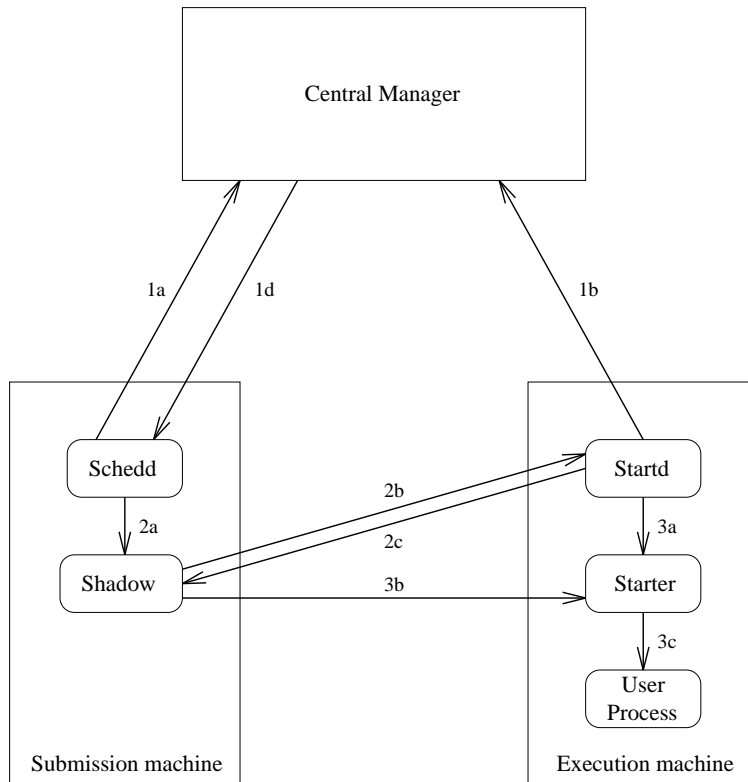 Central Manager
1a
1d
1b
Schedd
Startd
2b
2a
2c
3a
Shadow
3b
Starter
3c
User
Process
Submission machine
Execution machine